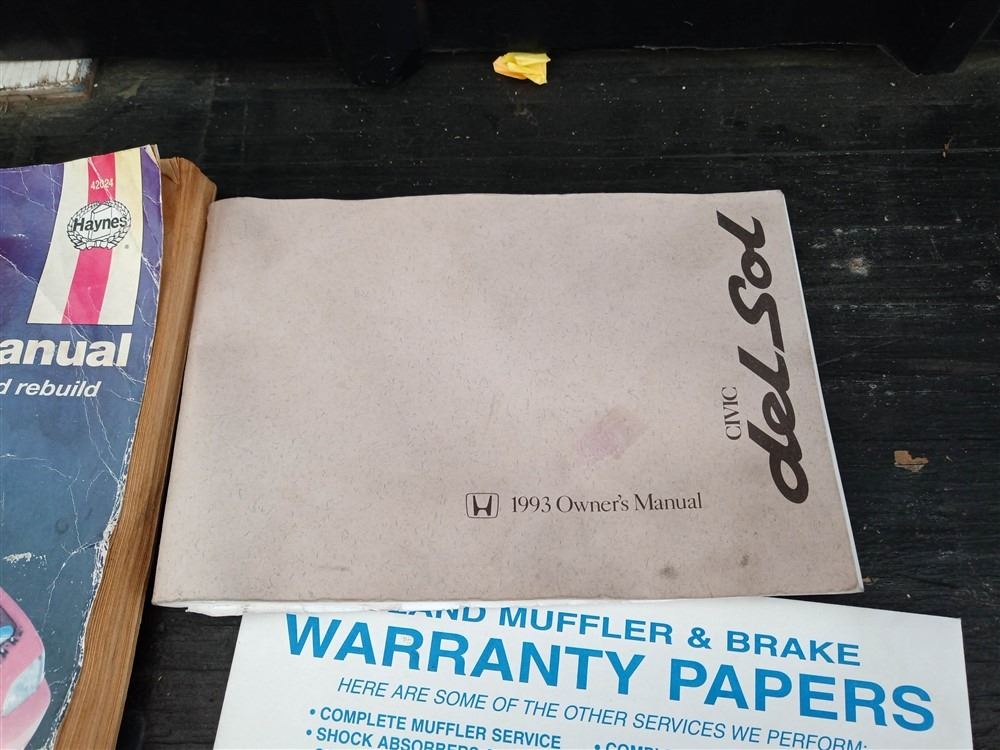 42024
Haynes
anual
d rebuild
CIVIC
del Sol
1993 Owner's Manual
LAND MUFFLER & BRAKE
WARRANTY PAPERS
HERE ARE SOME OF THE OTHER SERVICES WE PERFORM:
• COMPLETE MUFFLER SERVICE
• SHOCK ABSORBERS